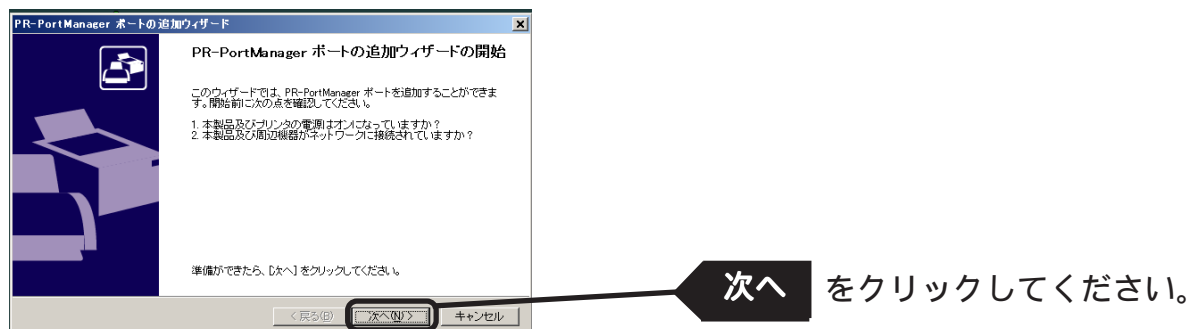 PR-PortManager ポートの追加ウィザード
PR-PortManager ポートの追加ウィザードの開始
このウィザードでは、PR-PortManager ポートを追加することができま
す。開始前に次の点を確認してください。
1. 本製品及びプリンタの電源はオンになっていますか？
2. 本製品及び周辺機器がネットワークに接続されていますか？
準備ができたら、[次へ] をクリックしてください。
< 戻る(B) 次へ(N) > キャンセル
次へ をクリックしてください。